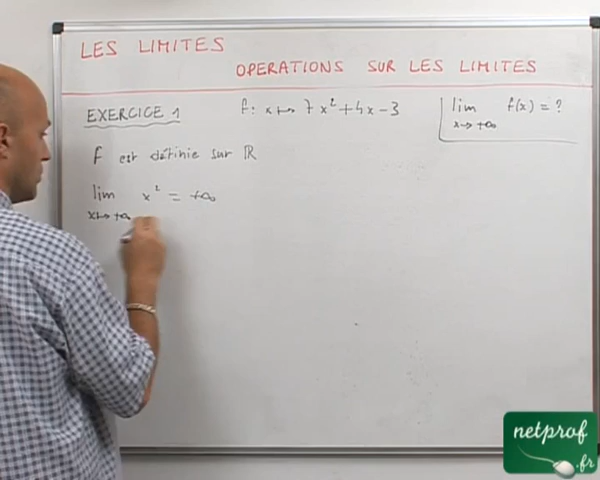 LES LIMITES
OPERATIONS SUR LES LIMITES
EXERCICE 1 f: x ↦ 7x² + 4x - 3 lim f(x) = ?
x → +∞
f est définie sur ℝ
lim x² = +∞
x → +∞
netprof
.fr